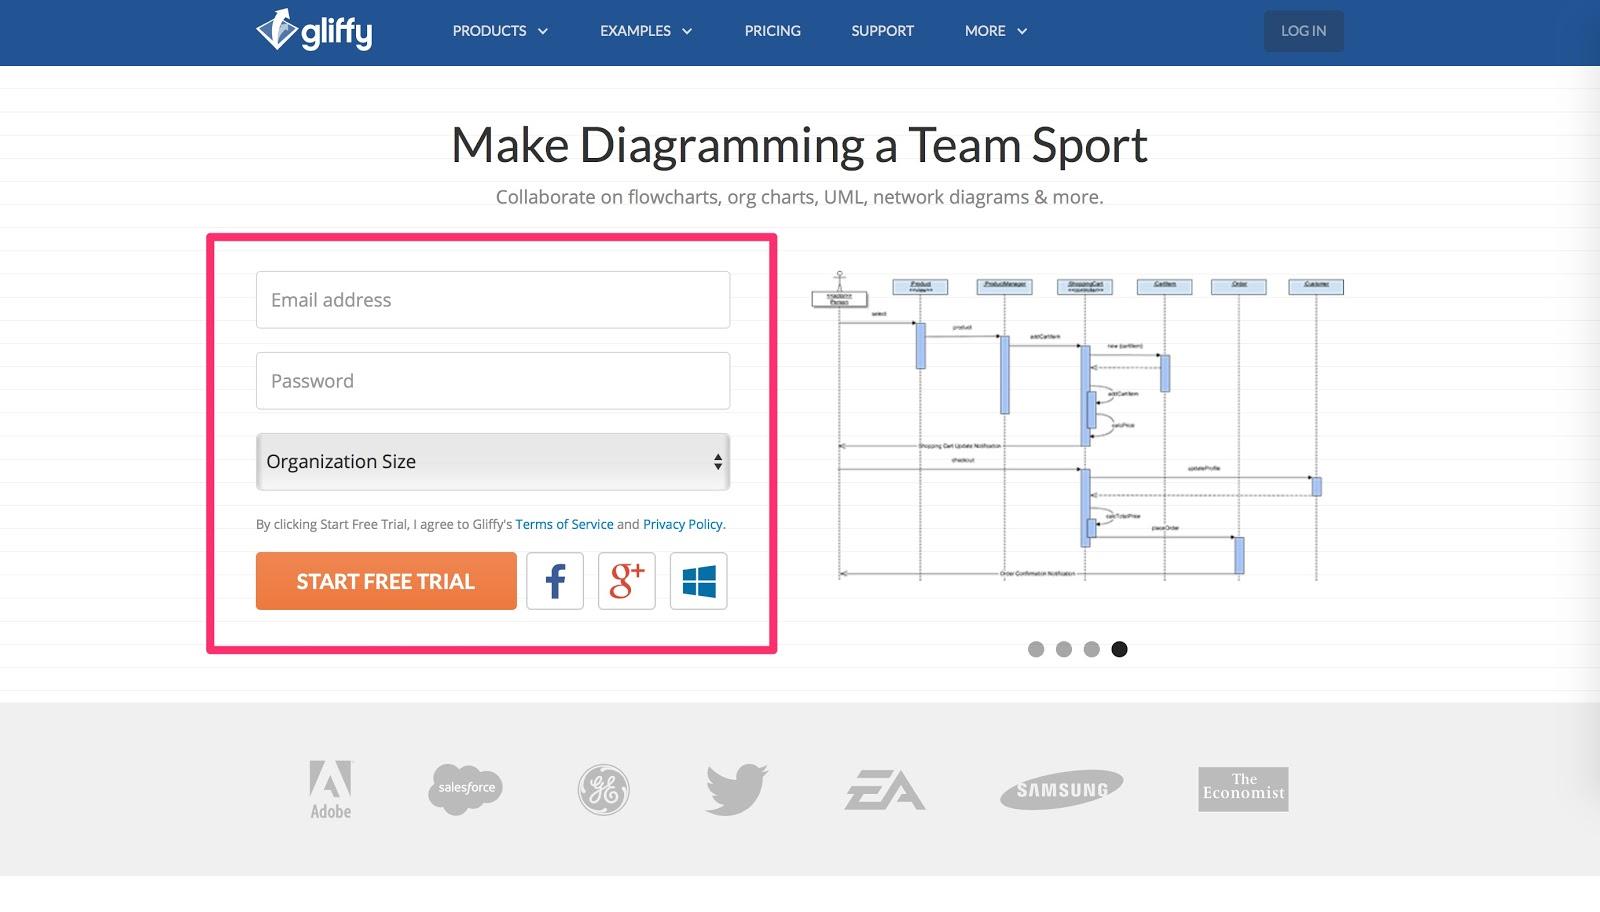 gliffy
PRODUCTS
EXAMPLES
PRICING
SUPPORT
MORE
LOG IN
Make Diagramming a Team Sport
Collaborate on flowcharts, org charts, UML, network diagrams & more.
Email address
Password
Organization Size
By clicking Start Free Trial, I agree to Gliffy's Terms of Service and Privacy Policy.
START FREE TRIAL
f
g+
Person
Product
ProductManager
ShoppingCart
CartItem
Order
Customer
select
product
addCartItem
new (cartItem)
addCartItem
calcPrice
Shopping Cart Update Notification
checkout
updateProfile
calcTotalPrice
placeOrder
Order Confirmation Notification
Adobe
salesforce
GE
EA
SAMSUNG
The
Economist